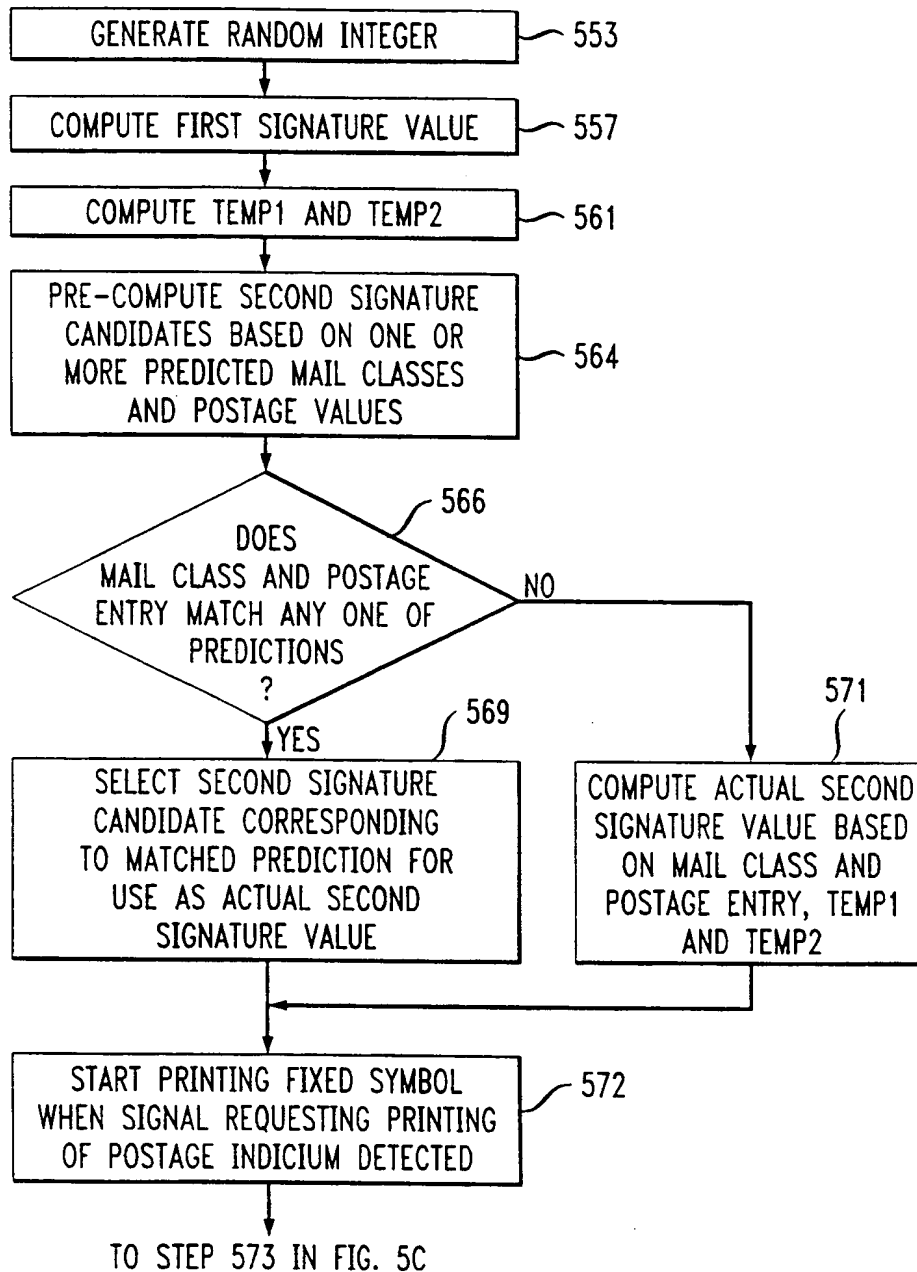 GENERATE RANDOM INTEGER
553
COMPUTE FIRST SIGNATURE VALUE
557
COMPUTE TEMP1 AND TEMP2
561
PRE-COMPUTE SECOND SIGNATURE
CANDIDATES BASED ON ONE OR
MORE PREDICTED MAIL CLASSES
AND POSTAGE VALUES
564
566
DOES
MAIL CLASS AND POSTAGE
ENTRY MATCH ANY ONE OF
PREDICTIONS
?
NO
YES
569
SELECT SECOND SIGNATURE
CANDIDATE CORRESPONDING
TO MATCHED PREDICTION FOR
USE AS ACTUAL SECOND
SIGNATURE VALUE
571
COMPUTE ACTUAL SECOND
SIGNATURE VALUE BASED
ON MAIL CLASS AND
POSTAGE ENTRY, TEMP1
AND TEMP2
START PRINTING FIXED SYMBOL
WHEN SIGNAL REQUESTING PRINTING
OF POSTAGE INDICIUM DETECTED
572
TO STEP 573 IN FIG. 5C